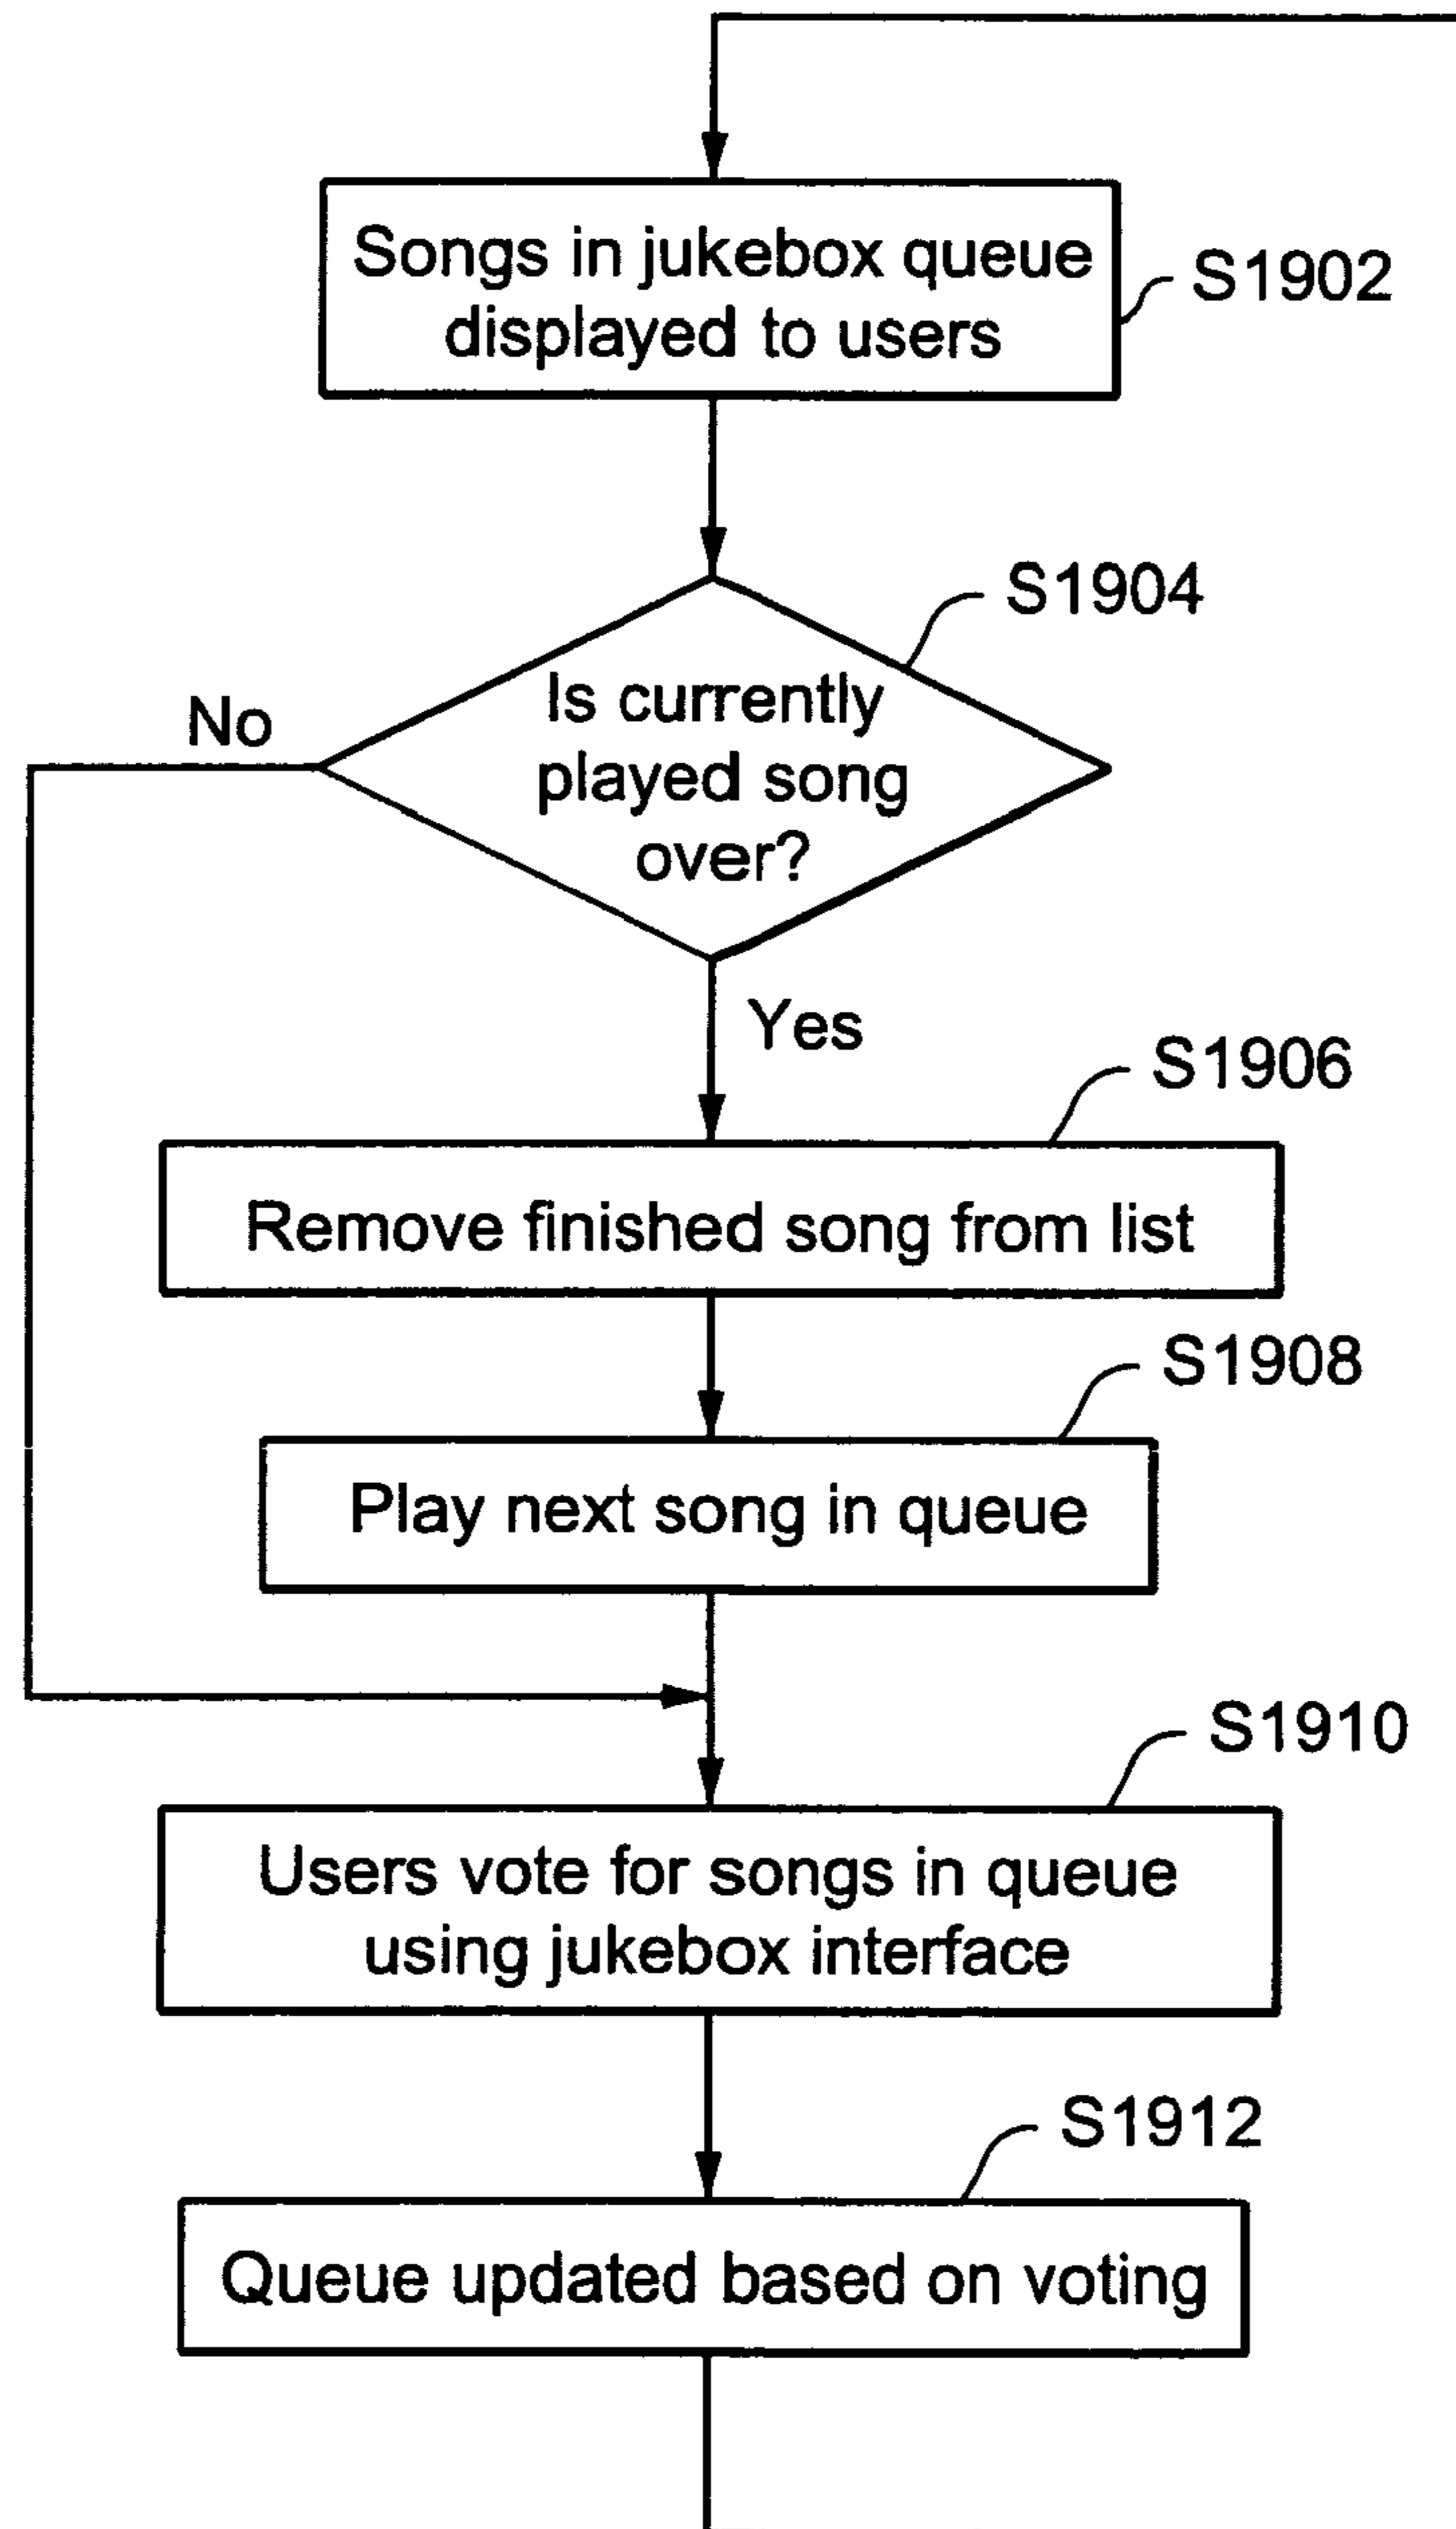 Songs in jukebox queue
displayed to users
S1902
S1904
Is currently
played song
over?
No
Yes
S1906
Remove finished song from list
S1908
Play next song in queue
S1910
Users vote for songs in queue
using jukebox interface
S1912
Queue updated based on voting